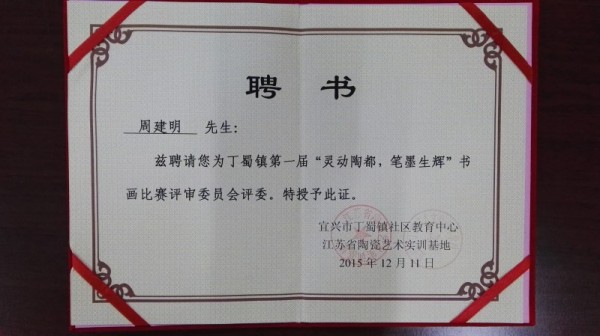 聘书
周建明 先生:
兹聘请您为丁蜀镇第一届“灵动陶都，笔墨生辉”书
画比赛评审委员会评委。特授予此证。
宜兴市丁蜀镇社区教育中心
江苏省陶瓷艺术实训基地
2015年12月11日